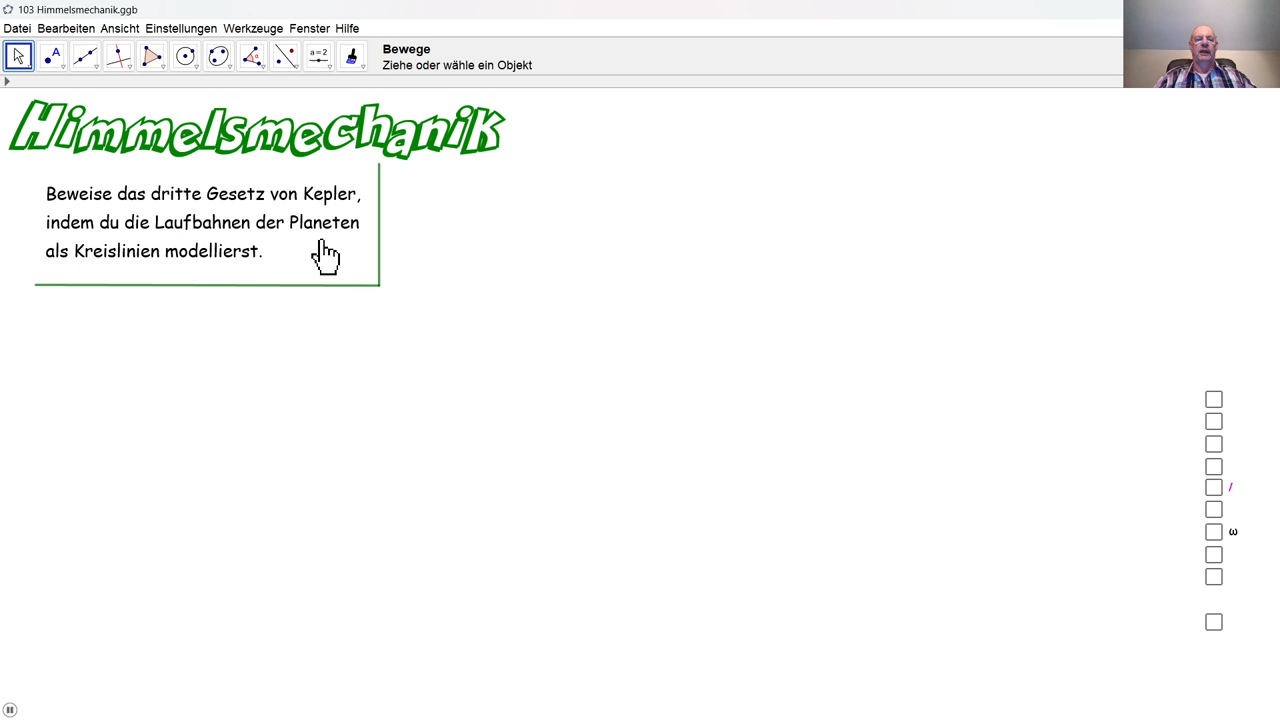 103 Himmelsmechanik.ggb
Datei Bearbeiten Ansicht Einstellungen Werkzeuge Fenster Hilfe
A
a=2
Bewege
Ziehe oder wähle ein Objekt
Himmelsmechanik
Beweise das dritte Gesetz von Kepler,
indem du die Laufbahnen der Planeten
als Kreislinien modellierst.
/
ω